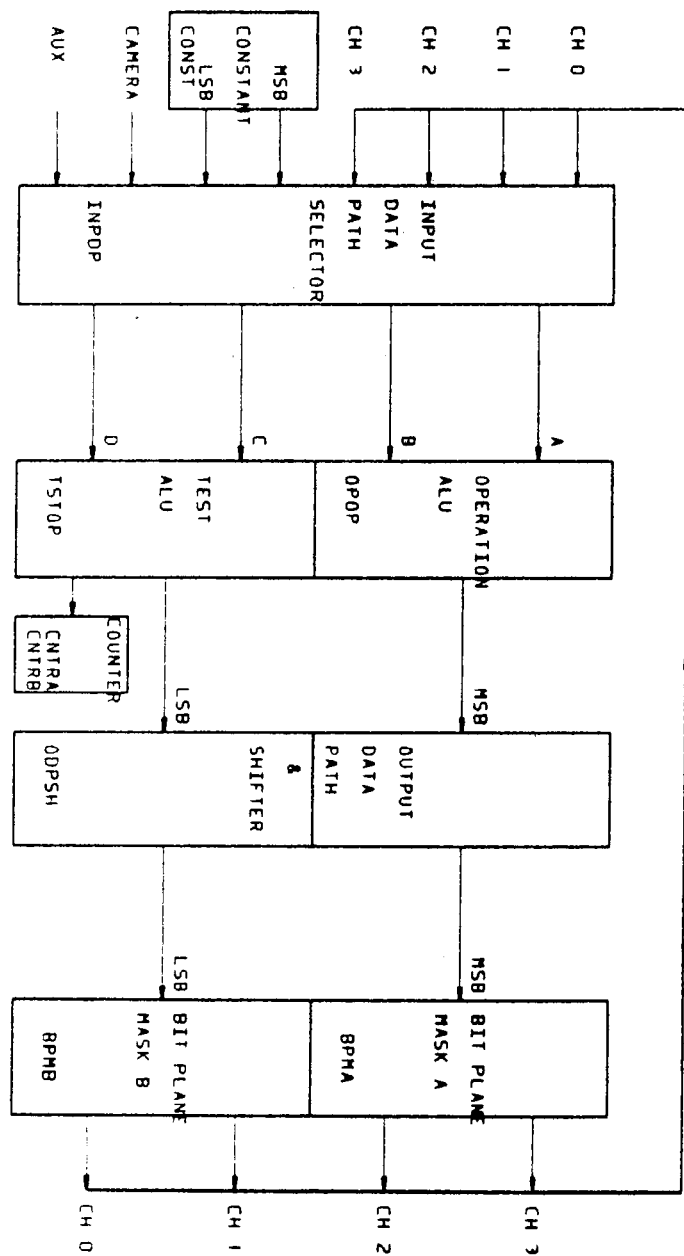 CH 0
CH 1
CH 2
CH 3
MSB
CONSTANT
LSB
CONST
CAMERA
AUX
INPUT
DATA
PATH
SELECTOR
INPDP
A
B
C
D
OPERATION
ALU
OPOP
TEST
ALU
TSTOP
COUNTER
CNTRA
CNTRB
MSB
LSB
OUTPUT
DATA
PATH
&
SHIFTER
ODPSH
MSB
LSB
BIT PLANE
MASK A
BPMA
BIT PLANE
MASK B
BPMB
CH 3
CH 2
CH 1
CH 0